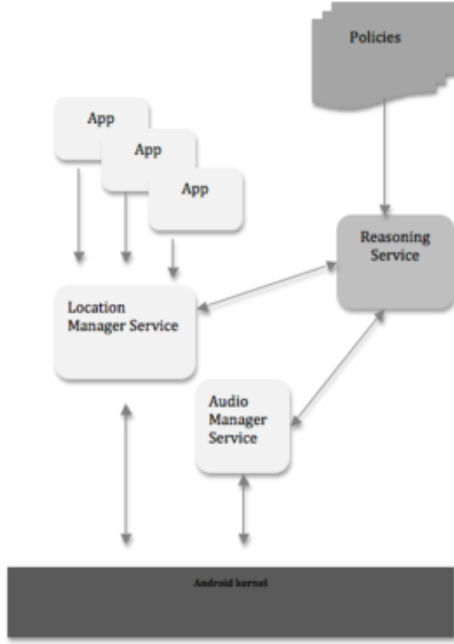 Policies
App
App
App
Reasoning
Service
Location
Manager Service
Audio
Manager
Service
Android kernel